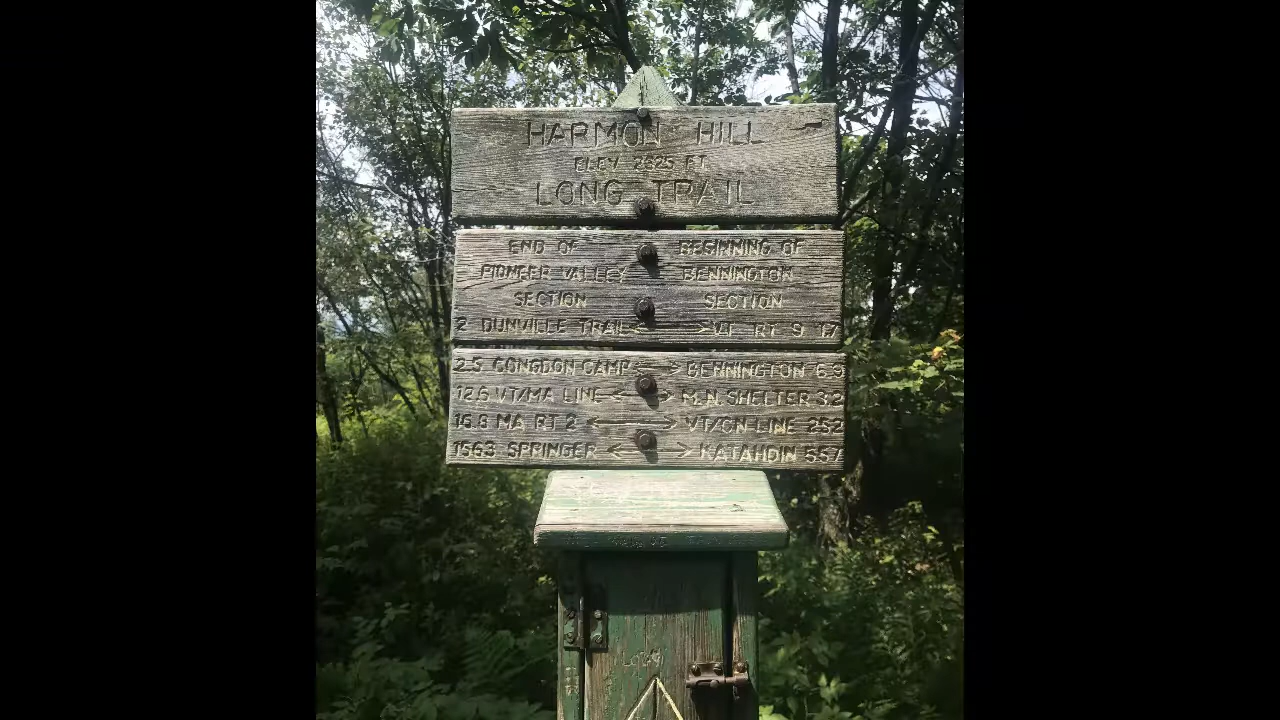 HARMON HILL
ELEV 2325 FT
LONG TRAIL
END OF BEGINNING OF
PIONEER VALLEY BENNINGTON
SECTION SECTION
2 DUNVILLE TRAIL VT RT 9 1.7
2.5 CONGDON CAMP BENNINGTON 6.9
12.6 VT/MA LINE M.N. SHELTER 3.2
16.8 MA RT 2 VT/CN LINE 252
1563 SPRINGER KATAHDIN 557